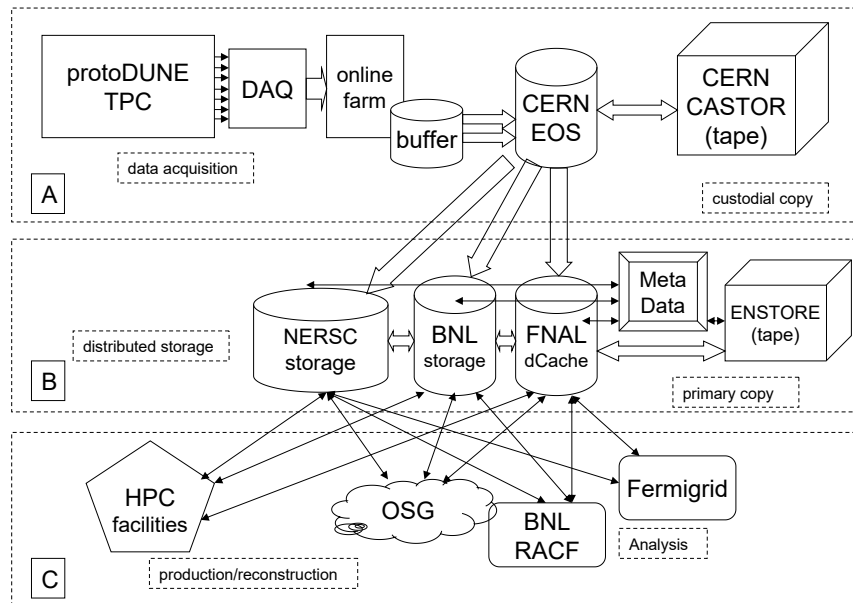 protoDUNE
TPC
DAQ
online
farm
buffer
CERN
EOS
CERN
CASTOR
(tape)
data acquisition
custodial copy
A
NERSC
storage
BNL
storage
FNAL
dCache
Meta
Data
ENSTORE
(tape)
distributed storage
primary copy
B
HPC
facilities
OSG
BNL
RACF
Fermigrid
Analysis
production/reconstruction
C